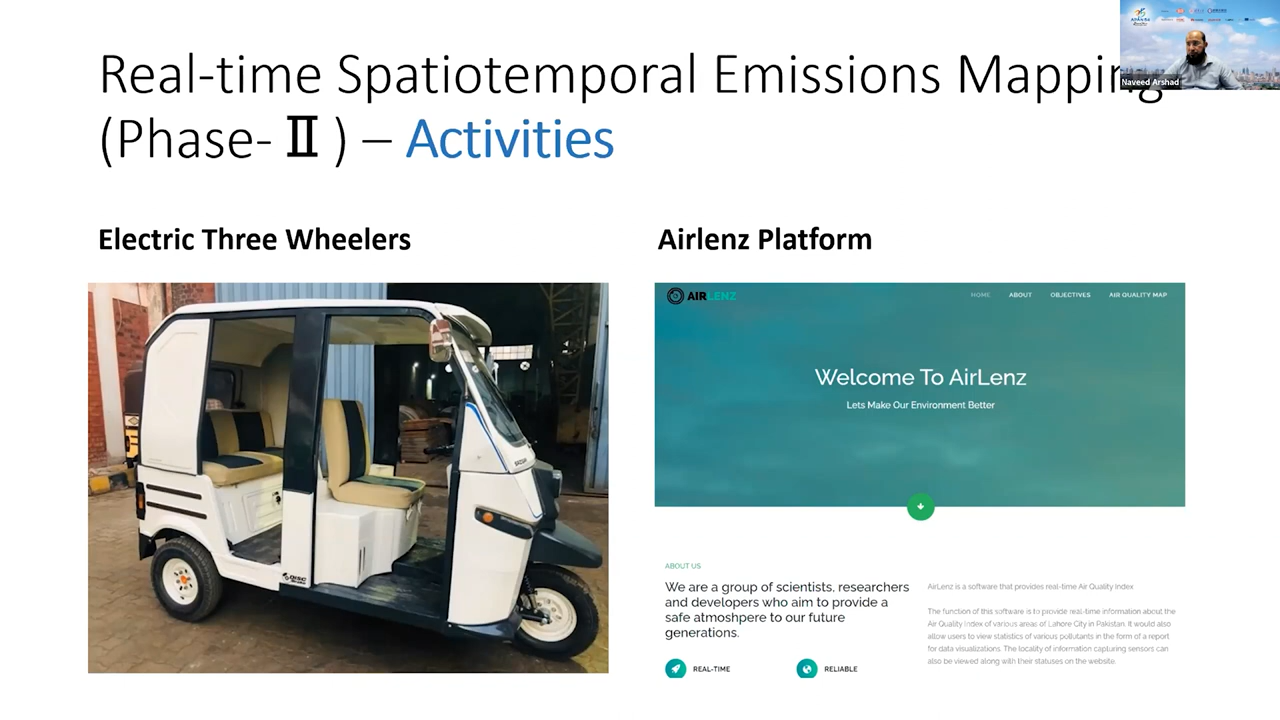 Real-time Spatiotemporal Emissions Mapping
(Phase-Ⅱ) – Activities
Naveed Arshad
Electric Three Wheelers
Airlenz Platform
AIRLENZ
HOME ABOUT OBJECTIVES AIR QUALITY MAP
Welcome To AirLenz
Lets Make Our Environment Better
DISC
ABOUT US
We are a group of scientists, researchers
and developers who aim to provide a
safe atmoshpere to our future
generations.
REAL-TIME
RELIABLE
AirLenz is a software that provides real-time Air Quality Index
The function of this software is to provide real-time information about the
Air Quality Index of various areas of Lahore City in Pakistan. It would also
allow users to view statistics of various pollutants in the form of a report
for data visualizations. The locality of information capturing sensors can
also be viewed along with their statuses on the website.